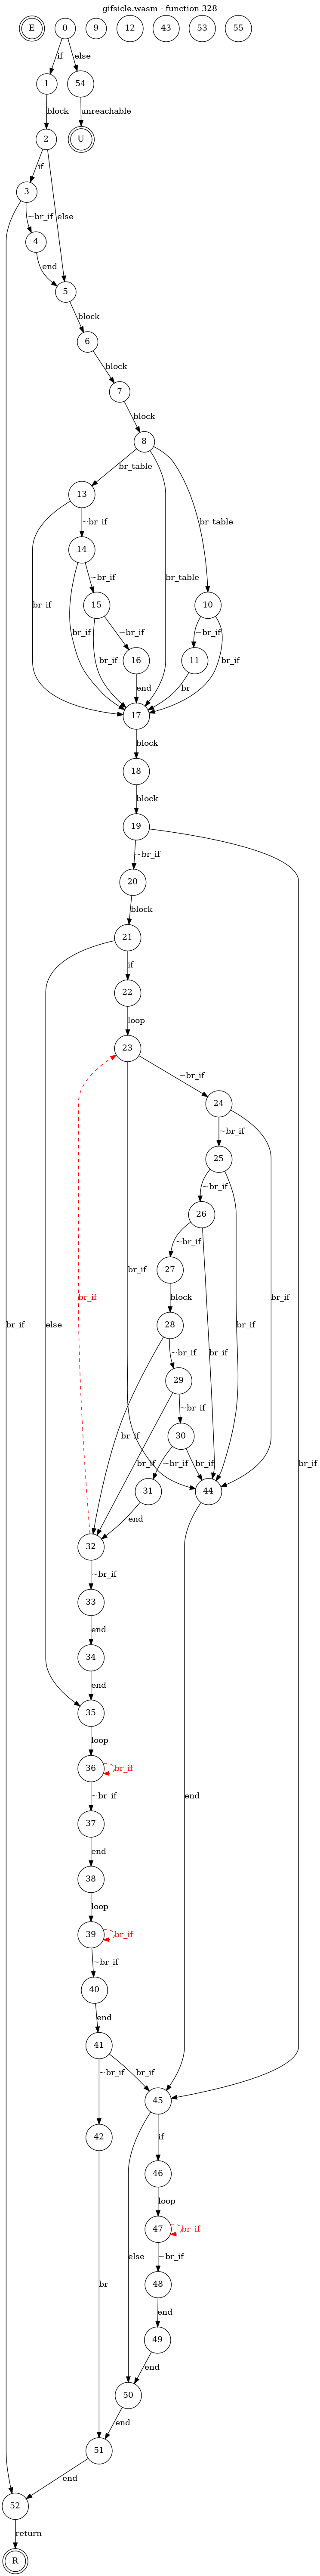 gifsicle.wasm - function 328
E 0 9 12 43 53 55
if else
1 54
block unreachable
2 U
if
3
~br_if else
4
end
5
block
6
block
7
block
8
br_table
13
~br_if
14 br_table br_table
~br_if
br_if br_if 15 10
br_if ~br_if ~br_if br_if
16 11
end br
17
block
18
block
19
~br_if
20
block
21
if
22
loop
23
~br_if
24
~br_if
25
~br_if
26
br_if else br_if ~br_if br_if br_if br_if br_if
27
block
28
~br_if
29
br_if br_if ~br_if
30
~br_if br_if
31 44
end
32
~br_if
33
end
34
end
35
loop
36 br_if
~br_if end
37
end
38
loop
39 br_if
~br_if
40
end
41
~br_if br_if
45
42 if
46
loop
47 br_if
br else ~br_if
48
end
49
end
50
end
51
end
52
return
R